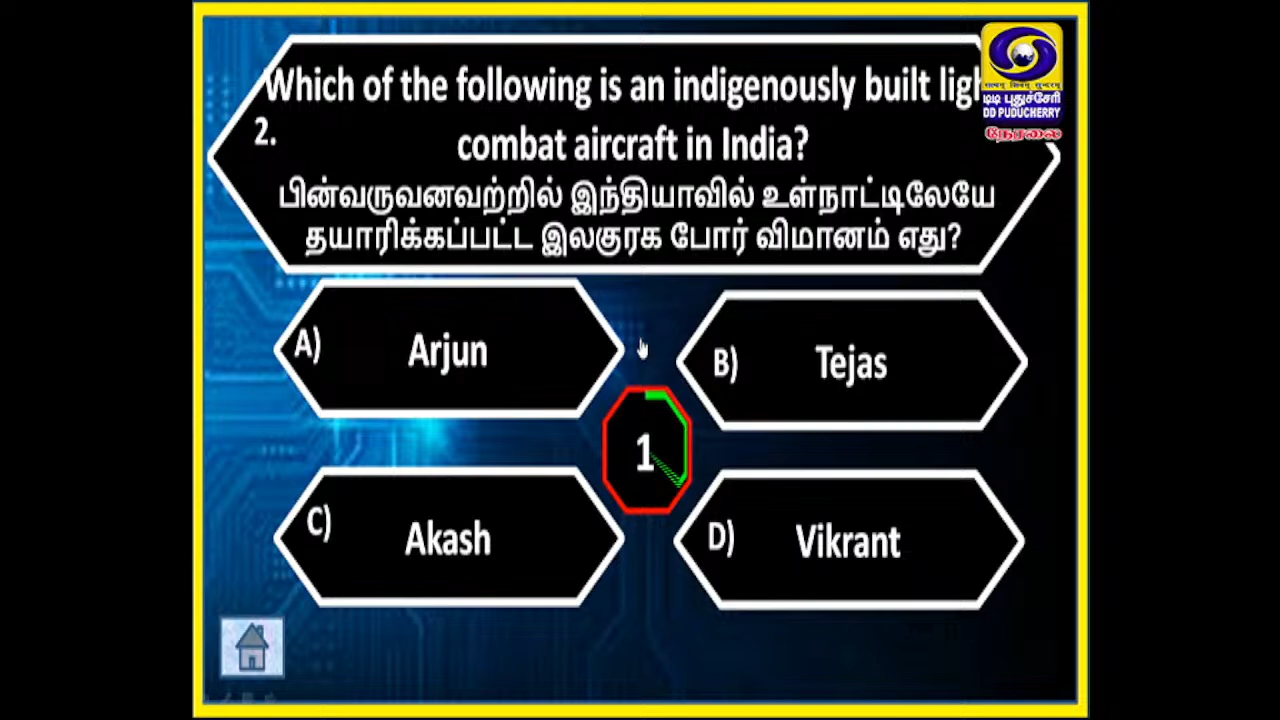 Which of the following is an indigenously built
2.
combat aircraft in India?
பின்வருவனவற்றில் இந்தியாவில் உள்நாட்டிலேயே
தயாரிக்கப்பட்ட இலகுரக போர் விமானம் எது?
டிடி புதுச்சேரி
DD PUDUCHERRY
நேரலை
A) Arjun
B) Tejas
1
C) Akash
D) Vikrant